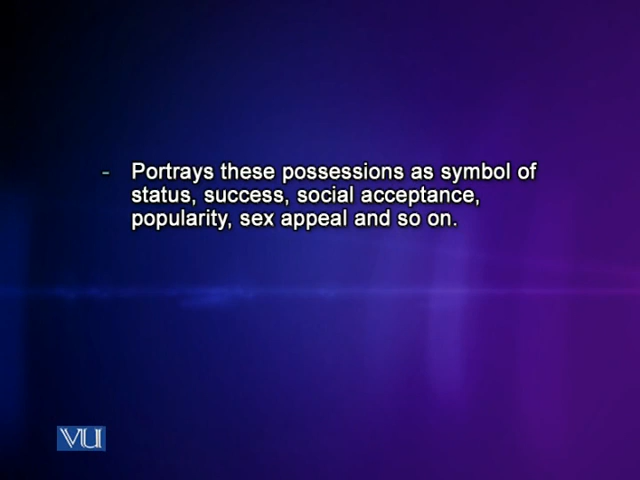 - Portrays these possessions as symbol of
status, success, social acceptance,
popularity, sex appeal and so on.
VU